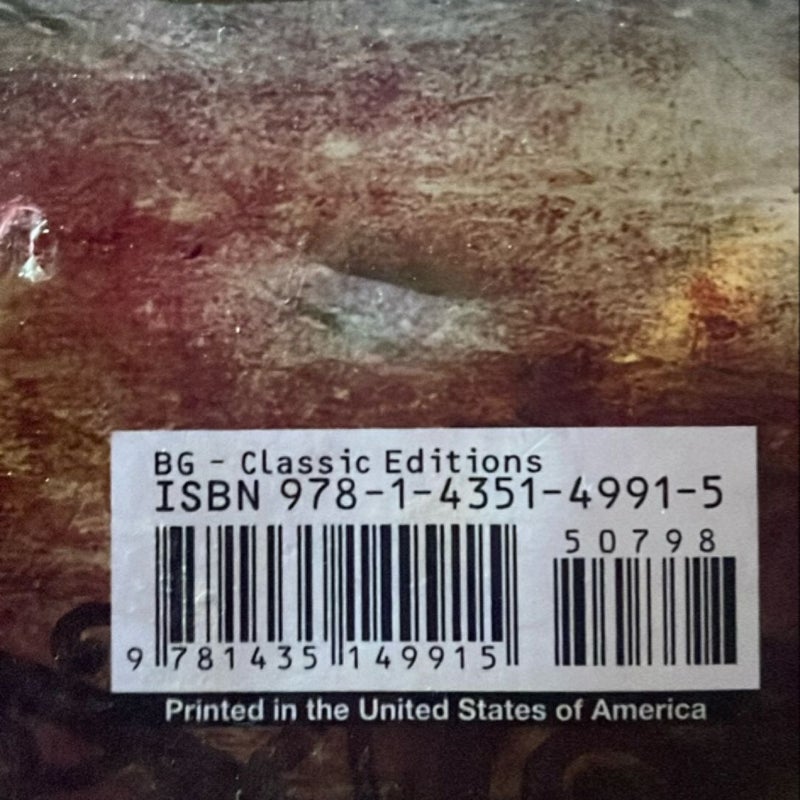 BG - Classic Editions
ISBN 978-1-4351-4991-5
50798
9 781435 149915
Printed in the United States of America